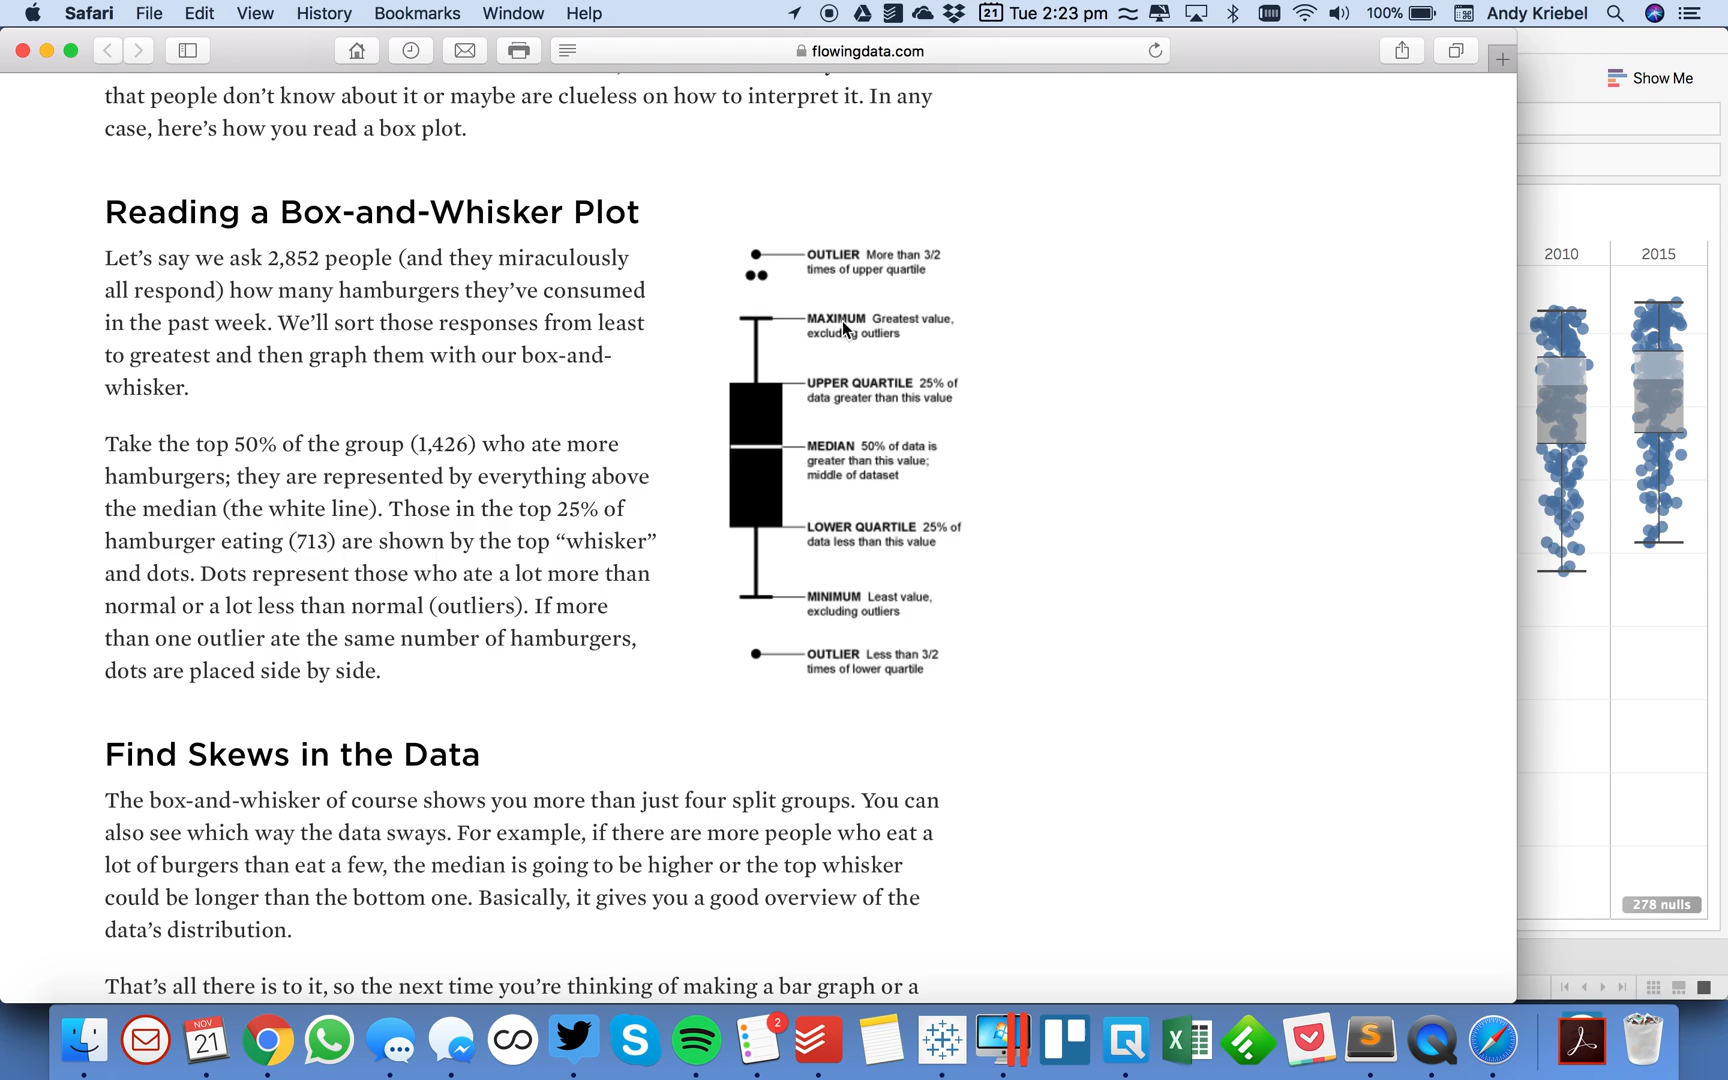 Safari File Edit View History Bookmarks Window Help 21 Tue 2:23 pm 100% Andy Kriebel
flowingdata.com
Show Me
that people don't know about it or maybe are clueless on how to interpret it. In any
case, here's how you read a box plot.
Reading a Box-and-Whisker Plot
Let's say we ask 2,852 people (and they miraculously
all respond) how many hamburgers they've consumed
in the past week. We'll sort those responses from least
to greatest and then graph them with our box-and-
whisker.
Take the top 50% of the group (1,426) who ate more
hamburgers; they are represented by everything above
the median (the white line). Those in the top 25% of
hamburger eating (713) are shown by the top “whisker”
and dots. Dots represent those who ate a lot more than
normal or a lot less than normal (outliers). If more
than one outlier ate the same number of hamburgers,
dots are placed side by side.
OUTLIER More than 3/2
times of upper quartile
MAXIMUM Greatest value,
excluding outliers
UPPER QUARTILE 25% of
data greater than this value
MEDIAN 50% of data is
greater than this value;
middle of dataset
LOWER QUARTILE 25% of
data less than this value
MINIMUM Least value,
excluding outliers
OUTLIER Less than 3/2
times of lower quartile
2010 2015
278 nulls
Find Skews in the Data
The box-and-whisker of course shows you more than just four split groups. You can
also see which way the data sways. For example, if there are more people who eat a
lot of burgers than eat a few, the median is going to be higher or the top whisker
could be longer than the bottom one. Basically, it gives you a good overview of the
data's distribution.
That's all there is to it, so the next time you're thinking of making a bar graph or a
NOV
21
2